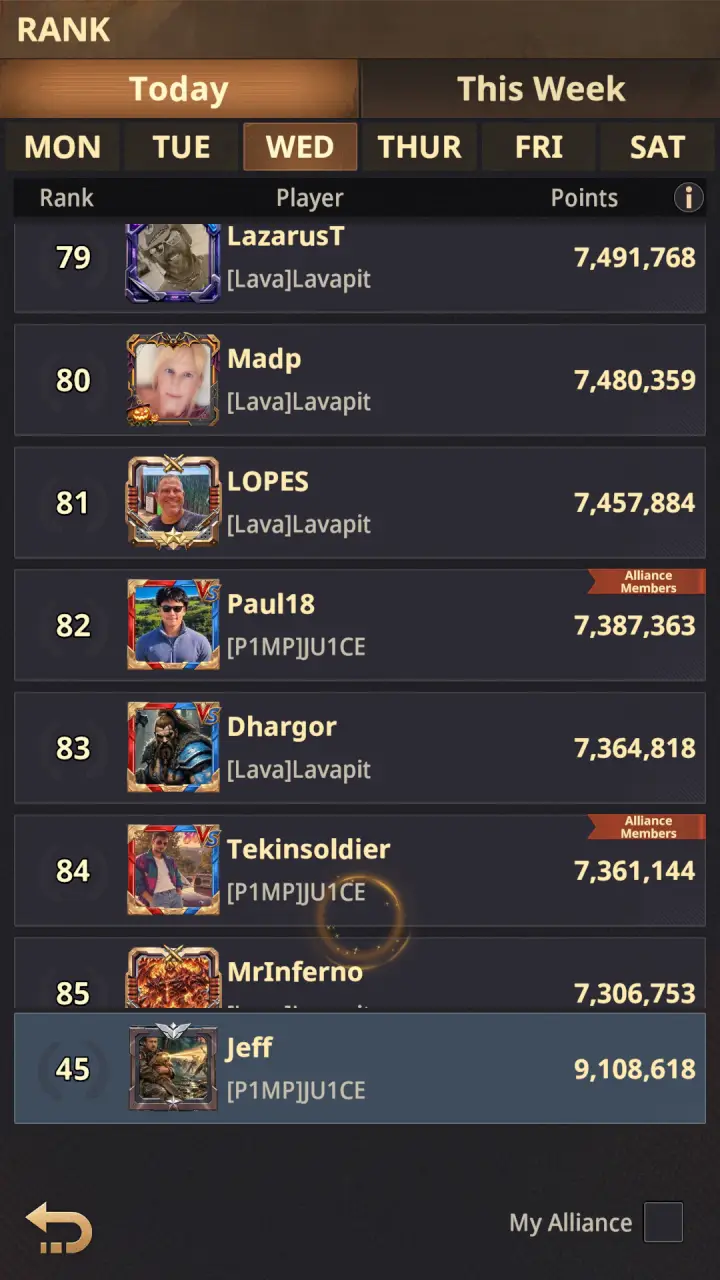 RANK
Today
This Week
MON
TUE
WED
THUR
FRI
SAT
Rank
Player
Points
i
79
LazarusT
[Lava]Lavapit
7,491,768
80
Madp
[Lava]Lavapit
7,480,359
81
LOPES
[Lava]Lavapit
7,457,884
Alliance
Members
82
VS
Paul18
[P1MP]JU1CE
7,387,363
83
VS
Dhargor
[Lava]Lavapit
7,364,818
Alliance
Members
84
VS
Tekinsoldier
[P1MP]JU1CE
7,361,144
85
MrInferno
7,306,753
45
Jeff
[P1MP]JU1CE
9,108,618
My Alliance